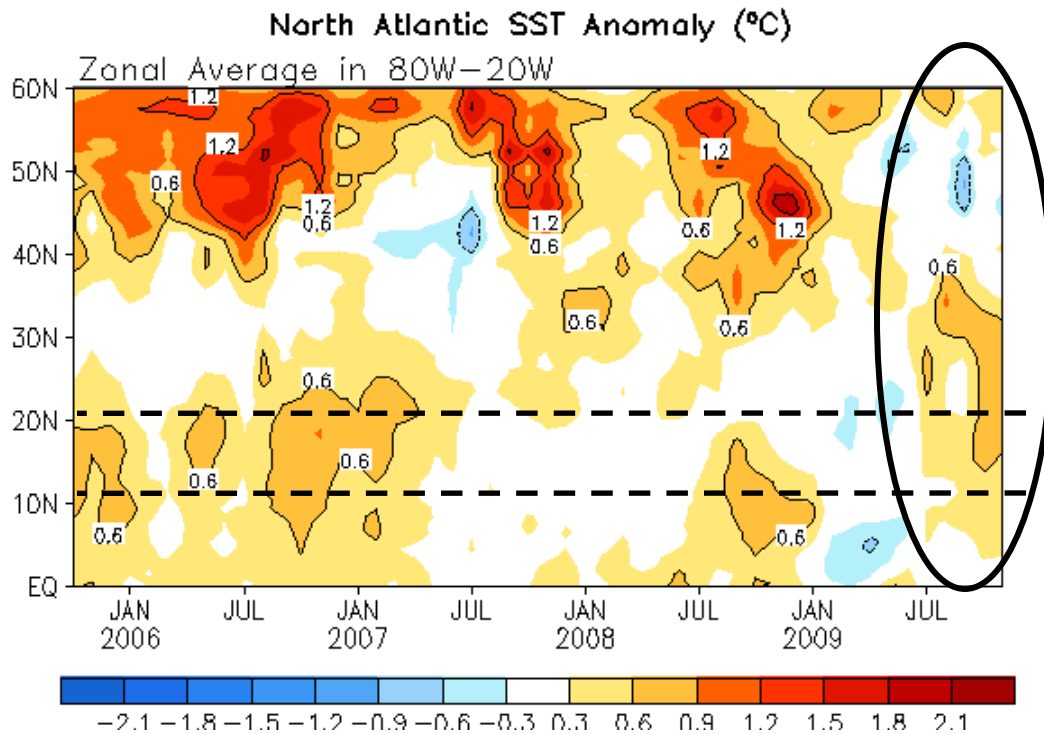 North Atlantic SST Anomaly (ºC)
Zonal Average in 80W−20W
60N
1.2
1.2
1.2
50N
0.6
0.6
1.2
0.6
1.2
0.6
0.6
1.2
40N
0.6
0.6
0.6
30N
0.6
20N
0.6
0.6
10N
0.6
0.6
EQ
JAN JUL JAN JUL JAN JUL JAN JUL
2006 2007 2008 2009
−2.1 −1.8 −1.5 −1.2 −0.9 −0.6 −0.3 0.3 0.6 0.9 1.2 1.5 1.8 2.1